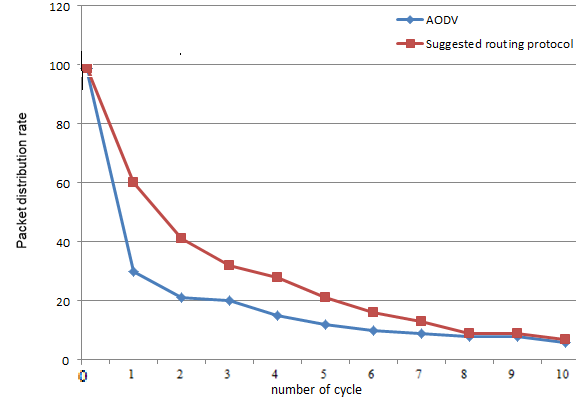 120
AODV
Suggested routing protocol
100
80
60
40
20
0
Packet distribution rate
0 1 2 3 4 5 6 7 8 9 10
number of cycle